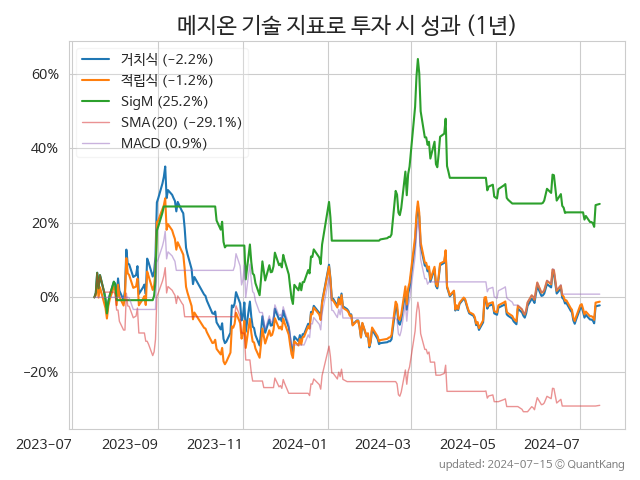 메지온 기술 지표로 투자 시 성과 (1년)
거치식 (−2.2%)
적립식 (−1.2%)
SigM (25.2%)
SMA(20) (−29.1%)
MACD (0.9%)
60%
40%
20%
0%
−20%
2023-07 2023-09 2023-11 2024-01 2024-03 2024-05 2024-07
updated: 2024-07-15 © QuantKang